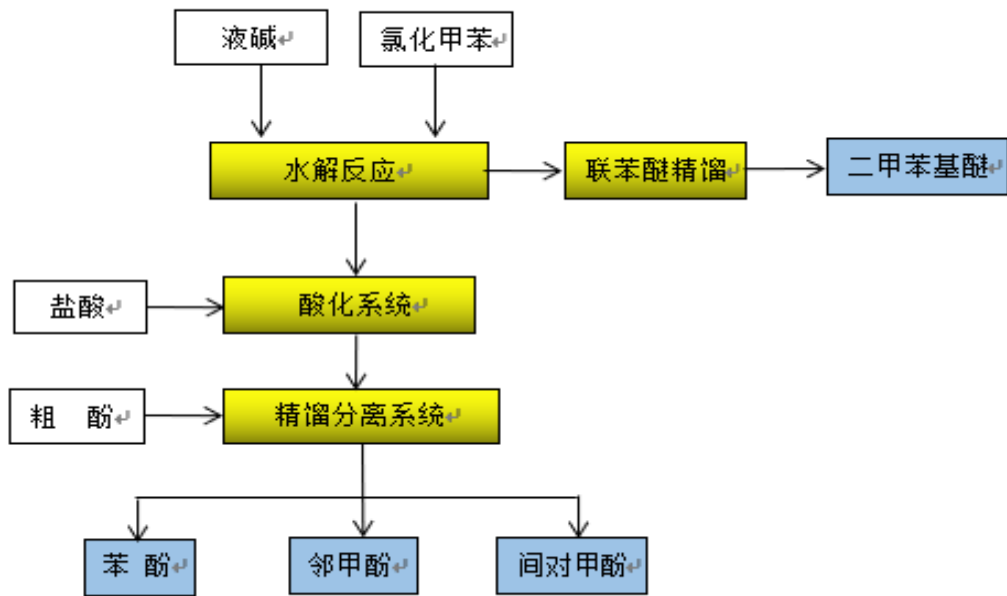 液碱
氯化甲苯
水解反应
联苯醚精馏
二甲苯基醚
盐酸
酸化系统
粗 酚
精馏分离系统
苯 酚
邻甲酚
间对甲酚